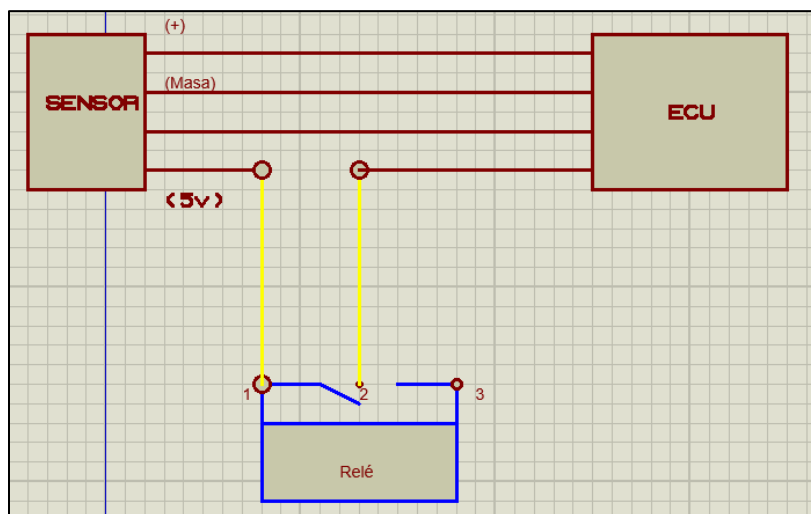 (+)
(Masa)
SENSOR
ECU
(5v)
1
2
3
Relé